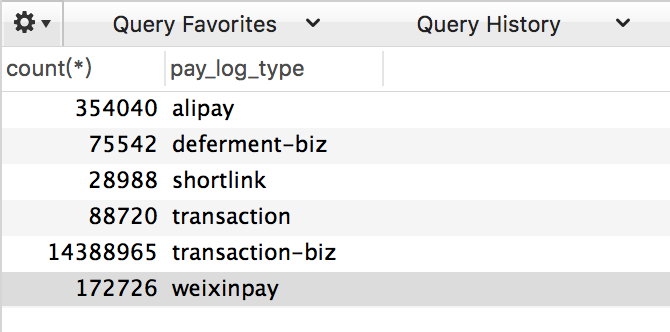 Query Favorites Query History
count(*) pay_log_type
354040 alipay
75542 deferment-biz
28988 shortlink
88720 transaction
14388965 transaction-biz
172726 weixinpay